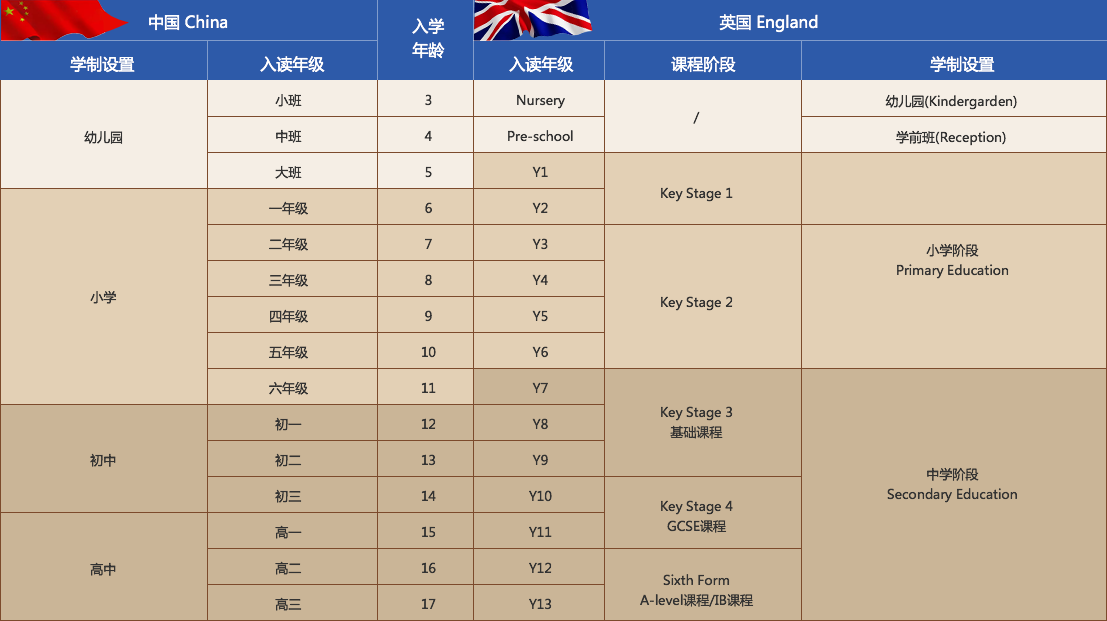 中国 China
入学
年龄
英国 England
学制设置
入读年级
入读年级
课程阶段
学制设置
幼儿园
小班
3
Nursery
/
幼儿园(Kindergarden)
中班
4
Pre-school
学前班(Reception)
大班
5
Y1
Key Stage 1
小学
一年级
6
Y2
二年级
7
Y3
Key Stage 2
小学阶段
Primary Education
三年级
8
Y4
四年级
9
Y5
五年级
10
Y6
六年级
11
Y7
Key Stage 3
基础课程
中学阶段
Secondary Education
初中
初一
12
Y8
初二
13
Y9
初三
14
Y10
Key Stage 4
GCSE课程
高中
高一
15
Y11
高二
16
Y12
Sixth Form
A-level课程/IB课程
高三
17
Y13